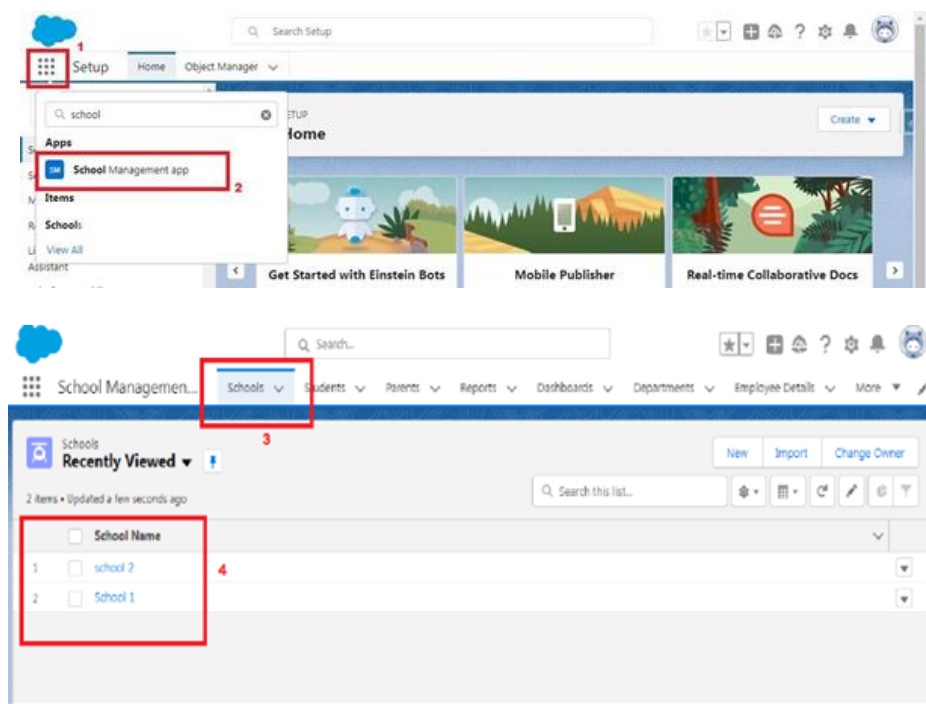 Search Setup
1
Setup Home Object Manager
school
Apps
SM School Management app
2
Items
Schools
View All
Assistant
SETUP
Home
Create
Get Started with Einstein Bots
Mobile Publisher
Real-time Collaborative Docs
Search...
School Managemen... Schools Students Parents Reports Dashboards Departments Employee Details More
3
Schools
Recently Viewed
New Import Change Owner
2 items • Updated a few seconds ago
Search this list...
School Name
1 school 2
4
2 School 1